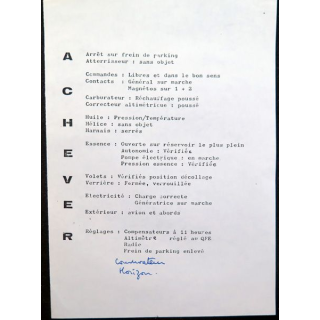 A Arrêt sur frein de parking
Atterrisseur : sans objet
C Commandes : Libres et dans le bon sens
Contacts : Général sur marche
Magnétos sur 1 + 2
H Carburateur : Réchauffage poussé
Correcteur altimétrique : poussé
E Huile : Pression/Température
Hélice : sans objet
Harnais : serrés
Essence : Ouverte sur réservoir le plus plein
Autonomie : Vérifiée
Pompe électrique : en marche
Pression essence : Vérifiée
V Volets : Vérifiés position décollage
Verrière : Fermée, verrouillée
E Electricité : Charge correcte
Génératrice sur marche
Extérieur : avion et abords
R Réglages : Compensateurs à 11 heures
Altimètre réglé au QFE
Radio
Frein de parking enlevé
Conservateur
Horizon.